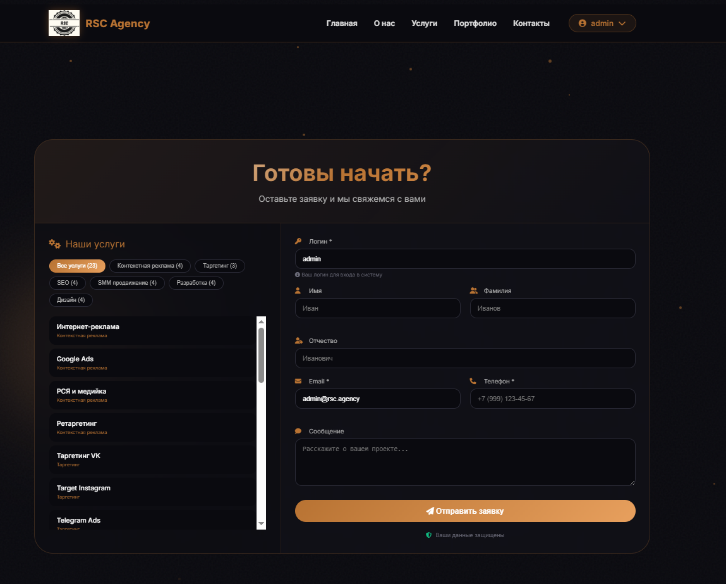 RSC
RSC Agency
Главная О нас Услуги Портфолио Контакты admin
Готовы начать?
Оставьте заявку и мы свяжемся с вами
Наши услуги
Все услуги (23) Контекстная реклама (4) Таргетинг (3)
SEO (4) SMM продвижение (4) Разработка (4)
Дизайн (4)
Интернет-реклама
Контекстная реклама
Google Ads
Контекстная реклама
РСЯ и медийка
Контекстная реклама
Ретаргетинг
Контекстная реклама
Таргетинг VK
Таргетинг
Target Instagram
Таргетинг
Telegram Ads
Таргетинг
Логин *
admin
Ваш логин для входа в систему
Имя Фамилия
Иван Иванов
Отчество
Иванович
Email * Телефон *
admin@rsc.agency +7 (999) 123-45-67
Сообщение
Расскажите о вашем проекте...
Отправить заявку
Ваши данные защищены